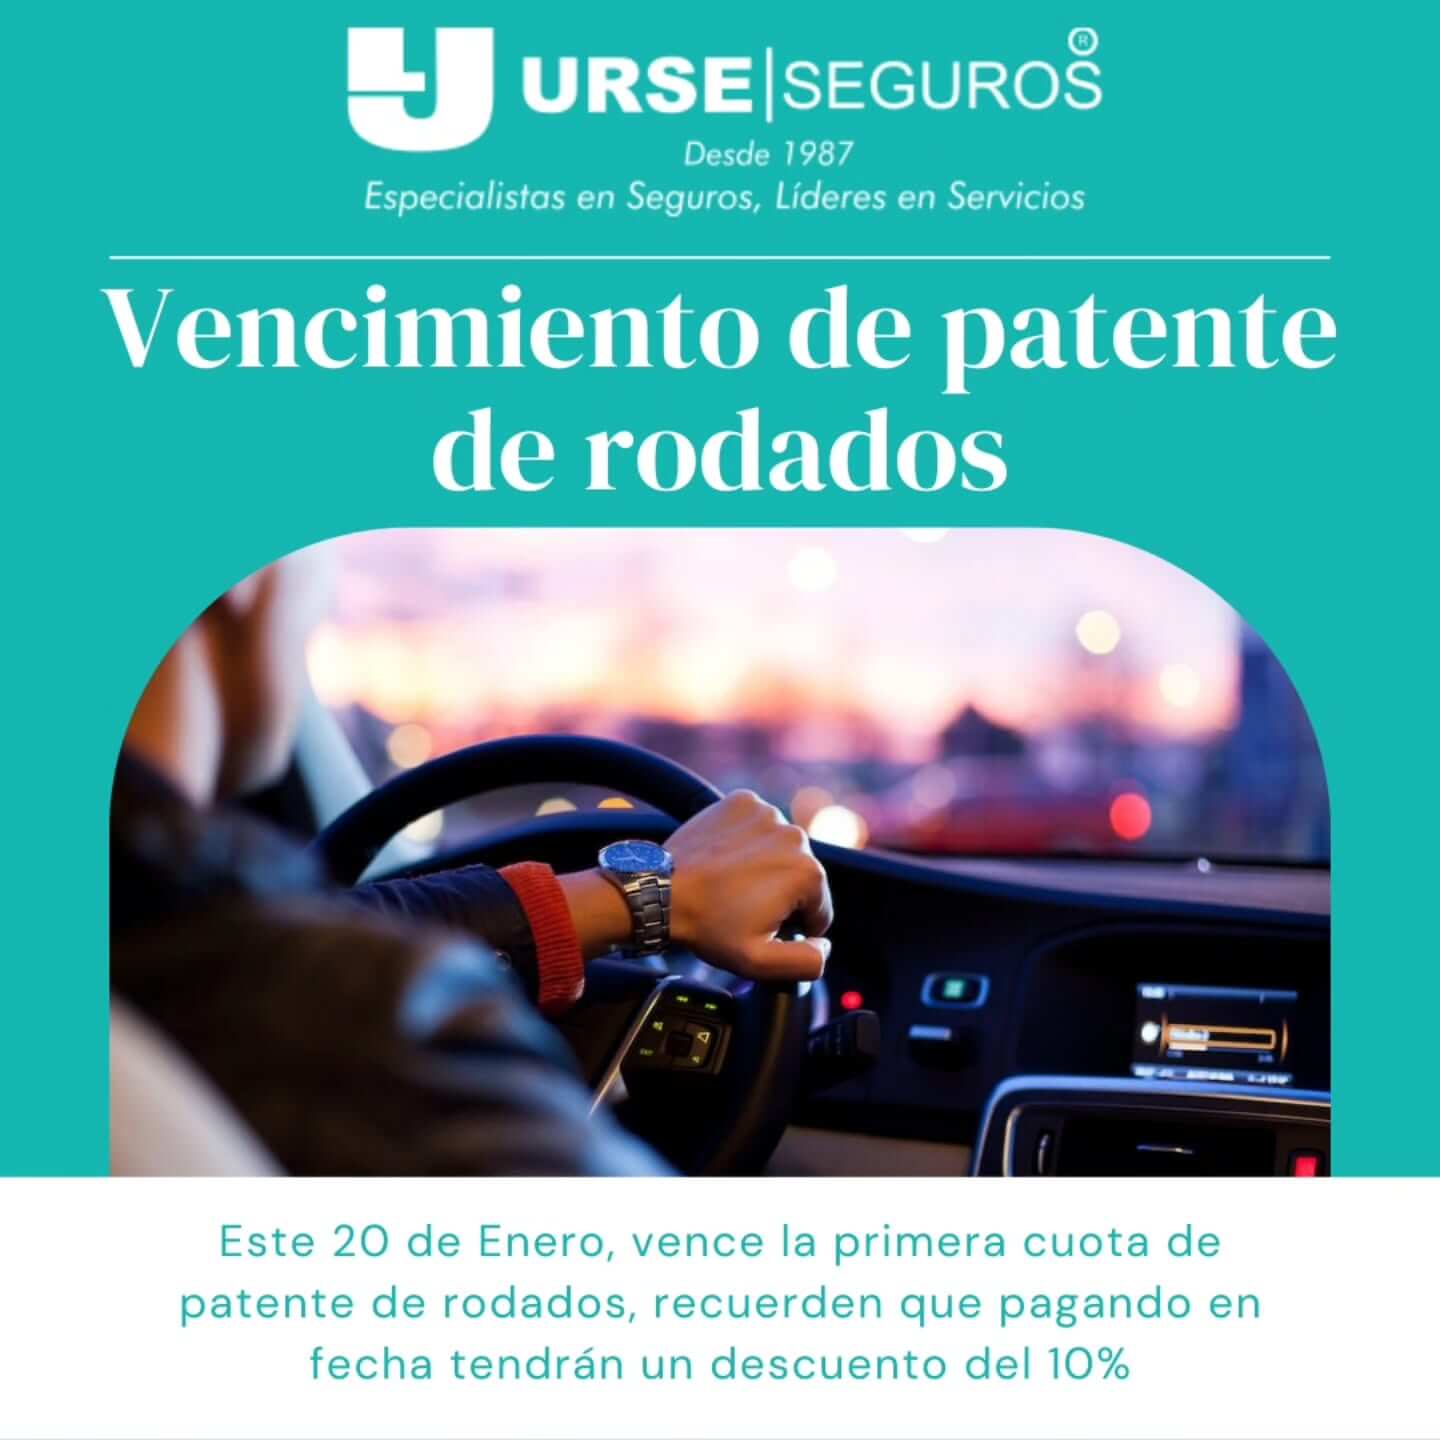 URSE|SEGUROS®
Desde 1987
Especialistas en Seguros, Líderes en Servicios
Vencimiento de patente
de rodados
Este 20 de Enero, vence la primera cuota de
patente de rodados, recuerden que pagando en
fecha tendrán un descuento del 10%